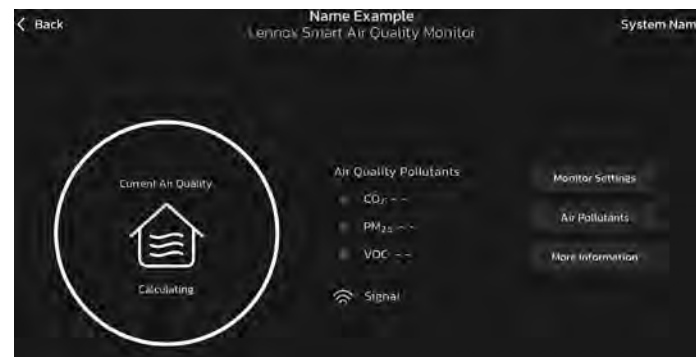 Back
Name Example
Lennox Smart Air Quality Monitor
System Nam
Current Air Quality
Calculating
Air Quality Pollutants
CO₂ - -
PM₂.₅ - -
VOC - -
Signal
Monitor Settings
Air Pollutants
More Information